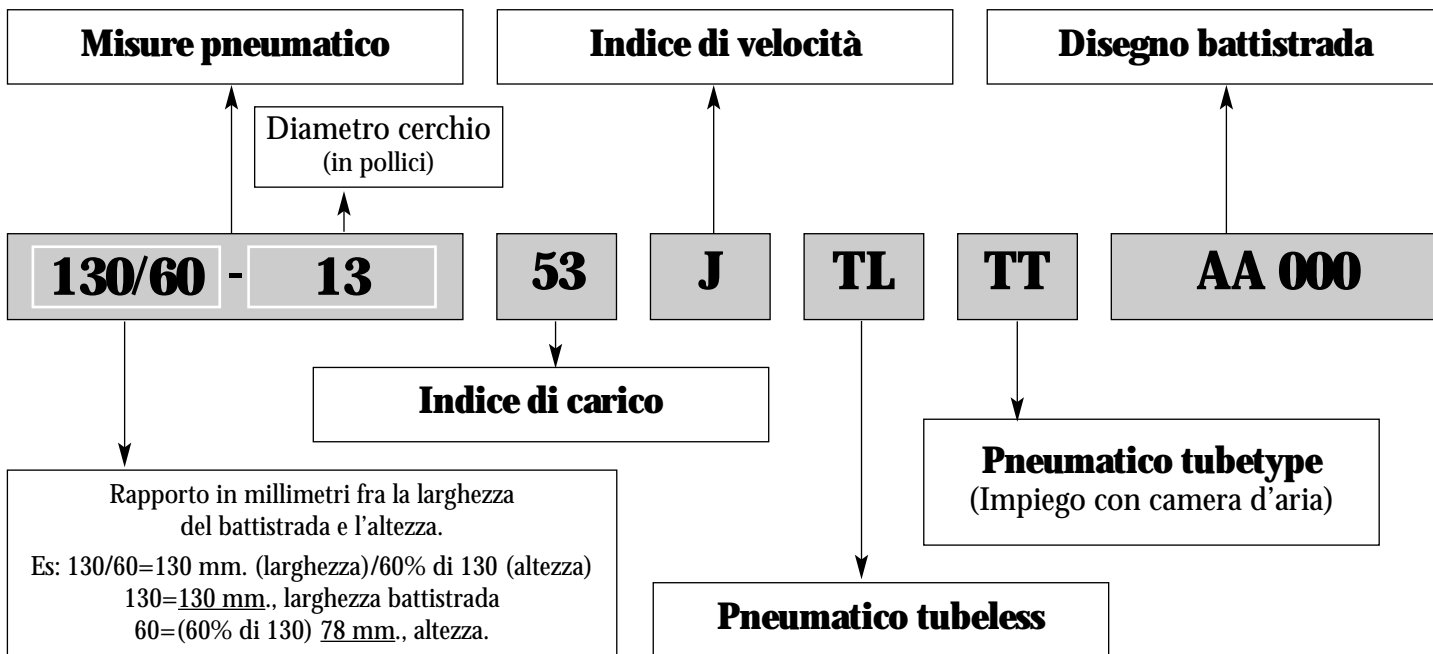 Misure pneumatico
Indice di velocità
Disegno battistrada
Diametro cerchio
(in pollici)
130/60 - 13
53
J
TL
TT
AA 000
Indice di carico
Pneumatico tubetype
(Impiego con camera d’aria)
Rapporto in millimetri fra la larghezza
del battistrada e l’altezza.
Es: 130/60=130 mm. (larghezza)/60% di 130 (altezza)
130=130 mm., larghezza battistrada
60=(60% di 130) 78 mm., altezza.
Pneumatico tubeless